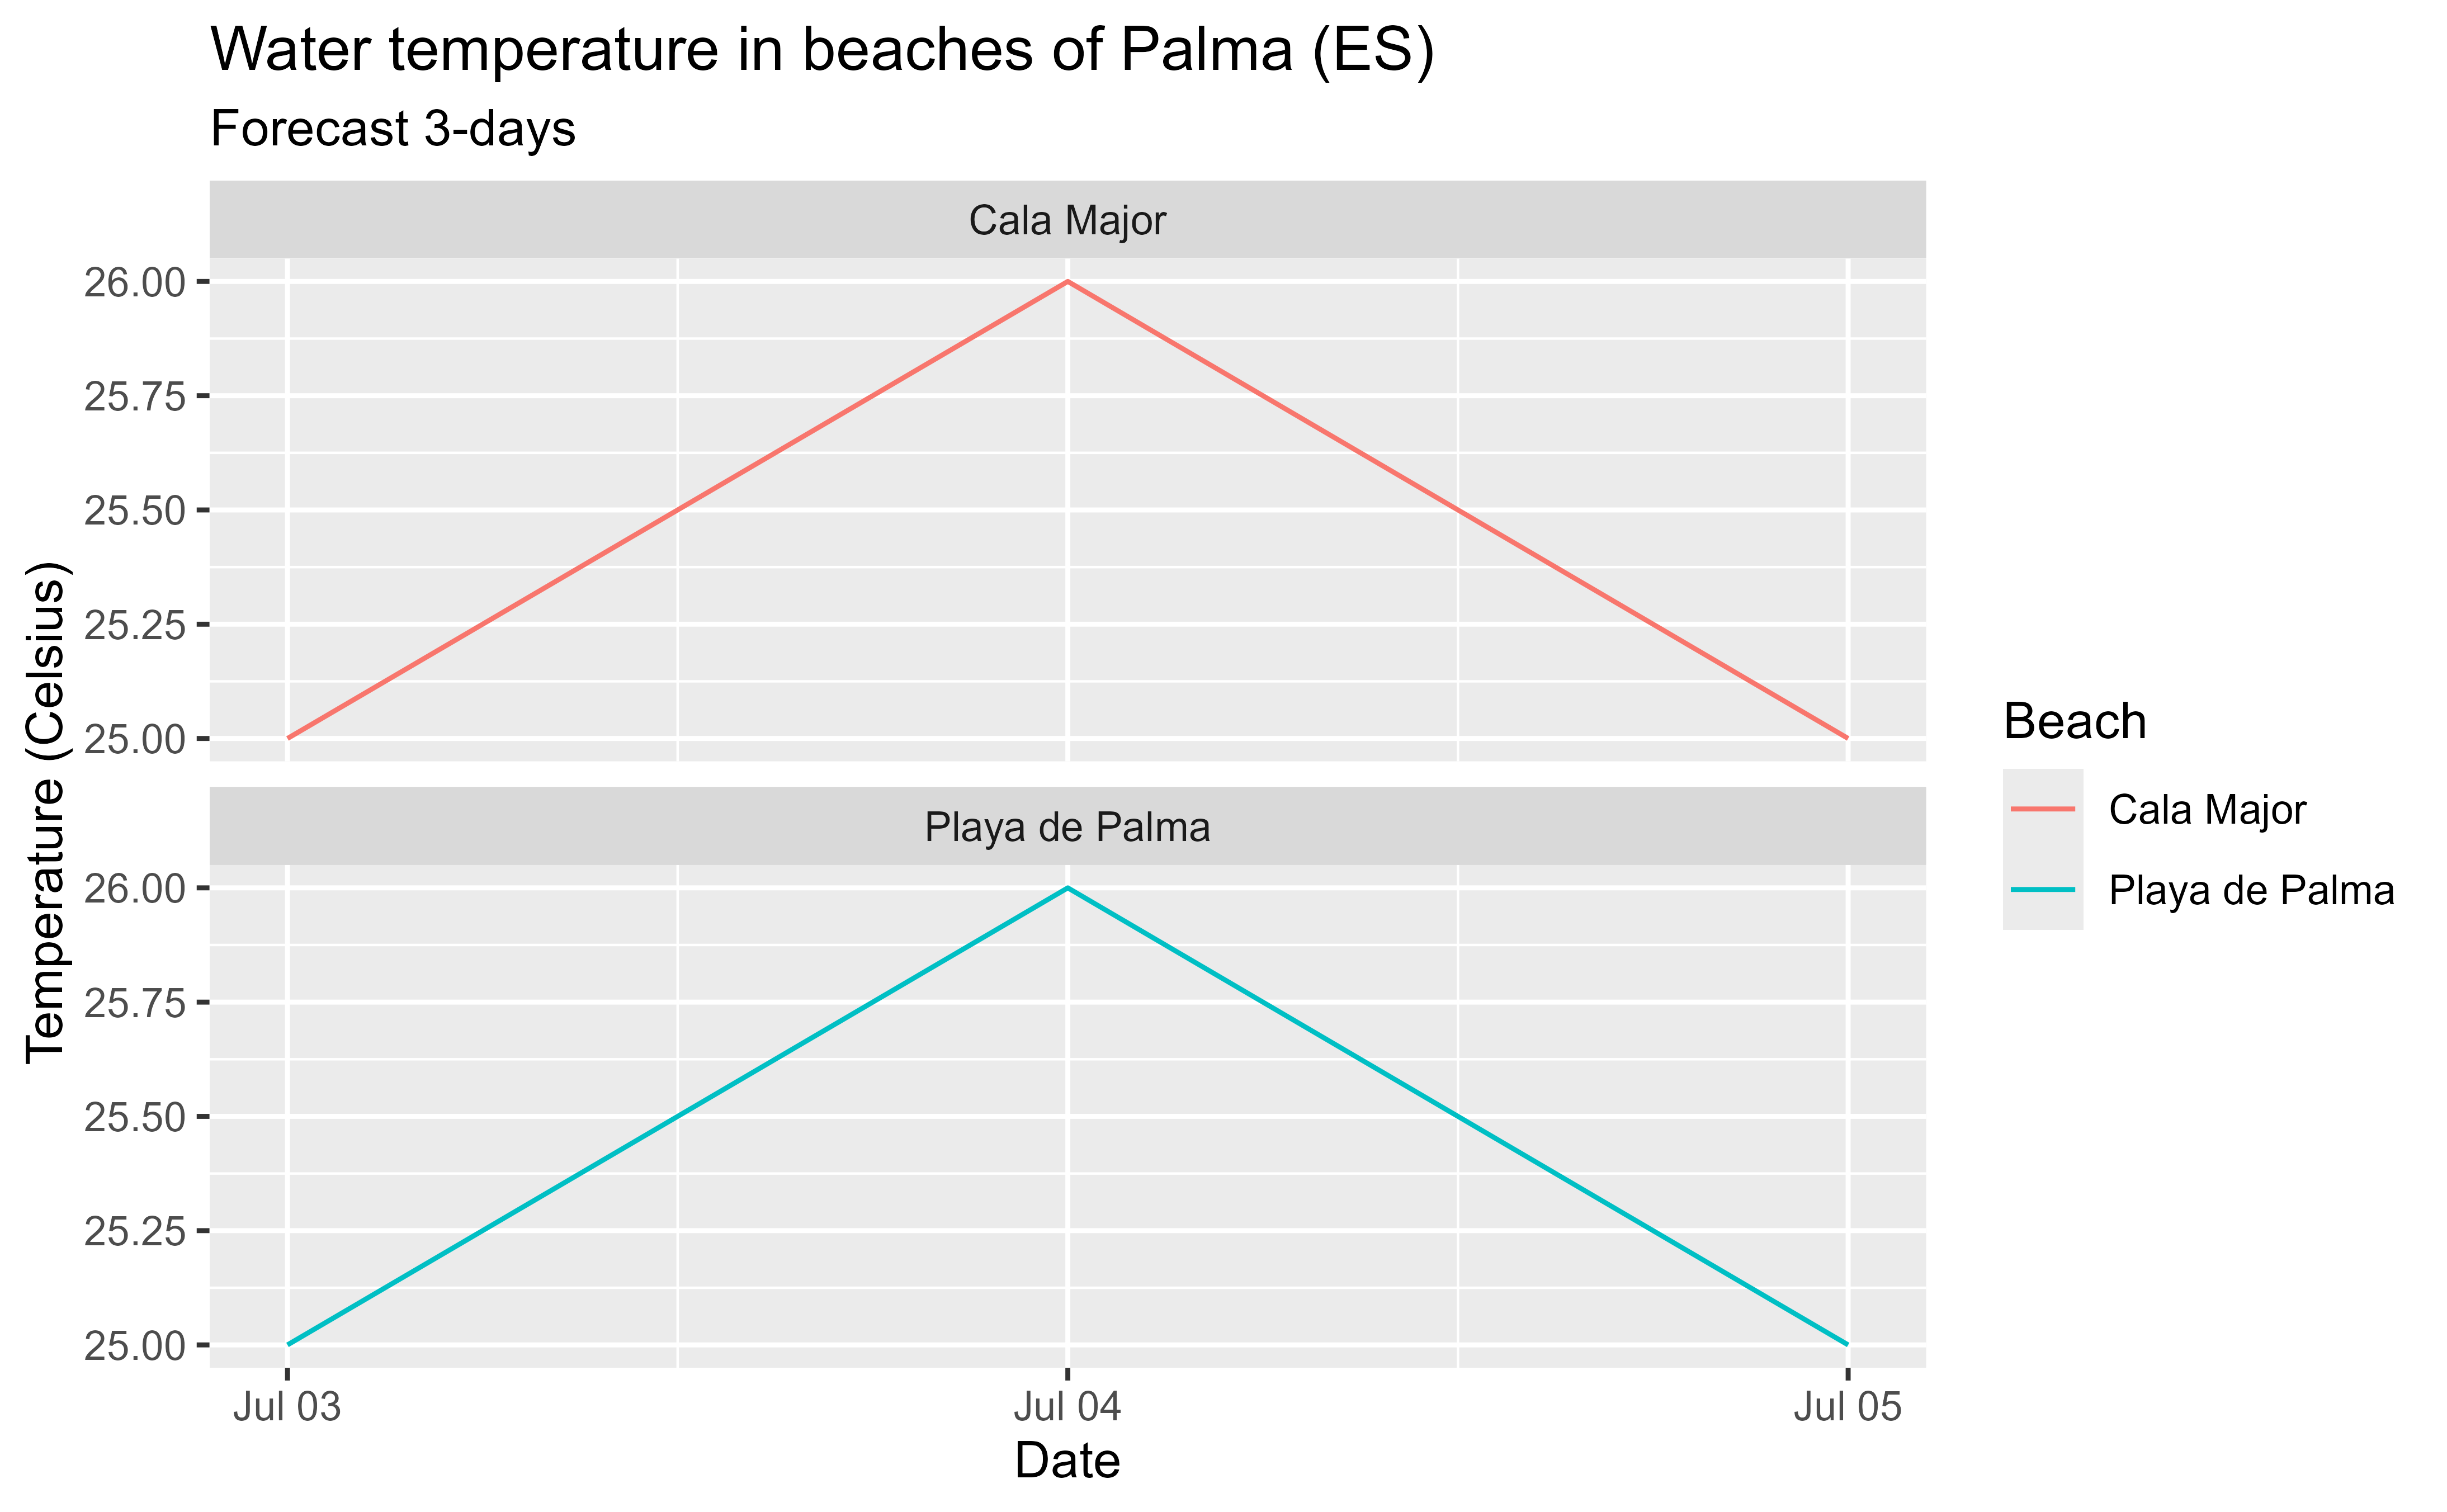 Water temperature in beaches of Palma (ES)
Forecast 3-days
Cala Major
26.00
25.75
25.50
25.25
25.00
Playa de Palma
26.00
25.75
25.50
25.25
25.00
Jul 03
Jul 04
Jul 05
Date
Temperature (Celsius)
Beach
Cala Major
Playa de Palma